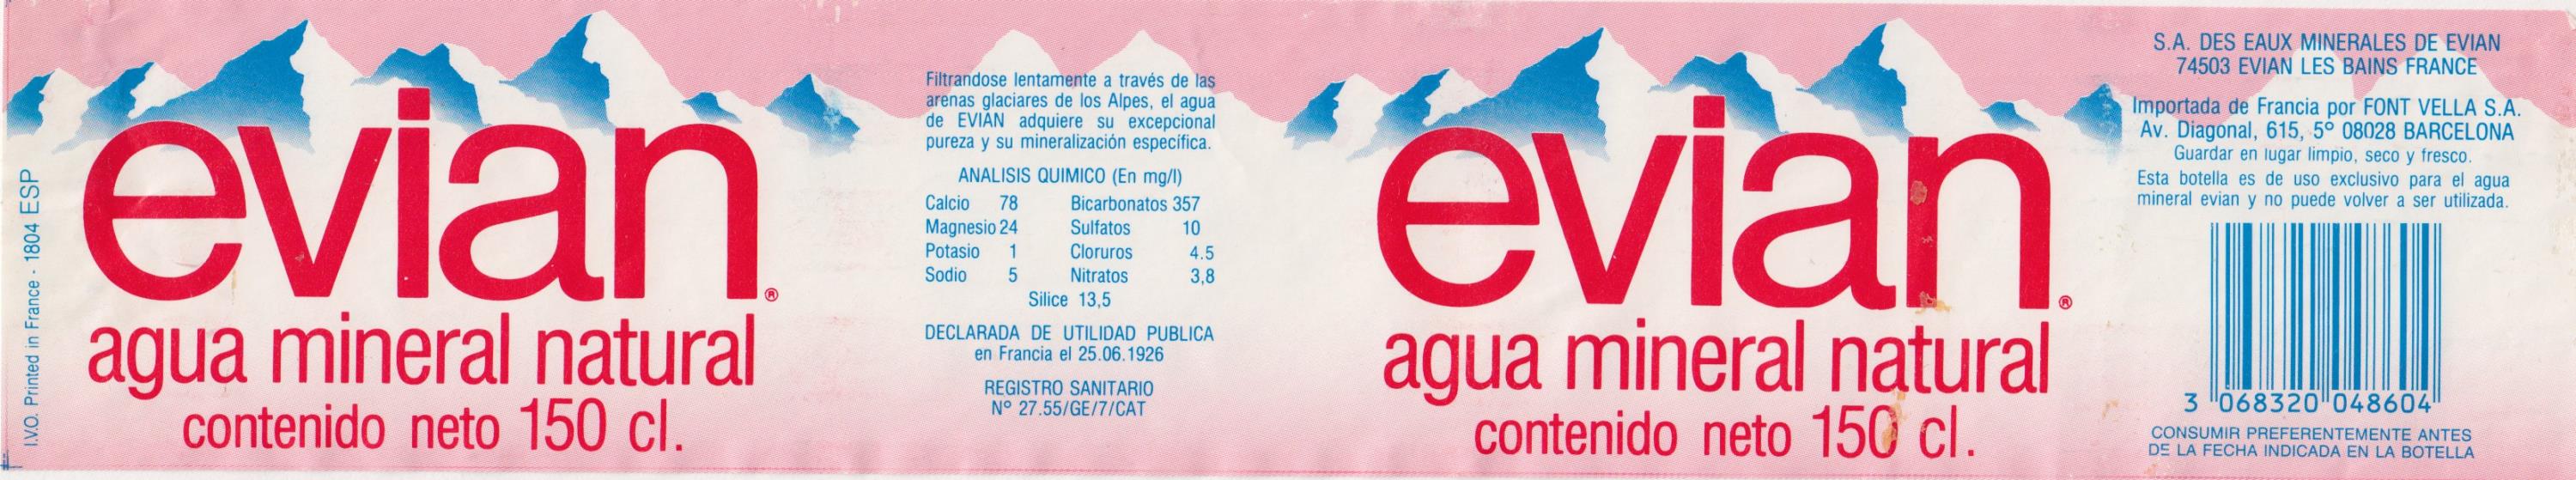 I.V.O. Printed in France - 1804 ESP
evian®
agua mineral natural
contenido neto 150 cl.
Filtrandose lentamente a través de las
arenas glaciares de los Alpes, el agua
de EVIAN adquiere su excepcional
pureza y su mineralización específica.
ANALISIS QUIMICO (En mg/l)
Calcio 78 Bicarbonatos 357
Magnesio 24 Sulfatos 10
Potasio 1 Cloruros 4.5
Sodio 5 Nitratos 3,8
Silice 13,5
DECLARADA DE UTILIDAD PUBLICA
en Francia el 25.06.1926
REGISTRO SANITARIO
Nº 27.55/GE/7/CAT
evian®
agua mineral natural
contenido neto 150 cl.
S.A. DES EAUX MINERALES DE EVIAN
74503 EVIAN LES BAINS FRANCE
Importada de Francia por FONT VELLA S.A.
Av. Diagonal, 615, 5º 08028 BARCELONA
Guardar en lugar limpio, seco y fresco.
Esta botella es de uso exclusivo para el agua
mineral evian y no puede volver a ser utilizada.
3 068320 048604
CONSUMIR PREFERENTEMENTE ANTES
DE LA FECHA INDICADA EN LA BOTELLA